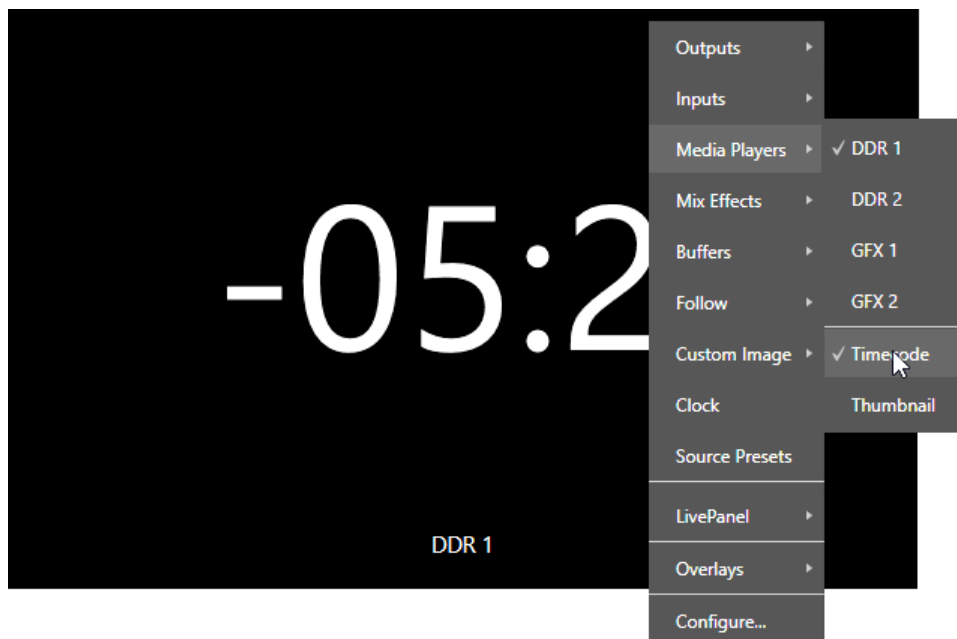 -05:2
DDR 1
Outputs
Inputs
Media Players
Mix Effects
Buffers
Follow
Custom Image
Clock
Source Presets
LivePanel
Overlays
Configure...
DDR 1
DDR 2
GFX 1
GFX 2
Timecode
Thumbnail